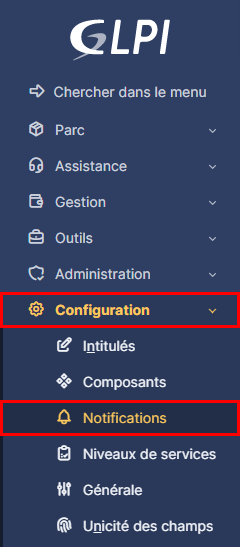 GLPI
Chercher dans le menu
Parc
Assistance
Gestion
Outils
Administration
Configuration
Intitulés
Composants
Notifications
Niveaux de services
Générale
Unicité des champs